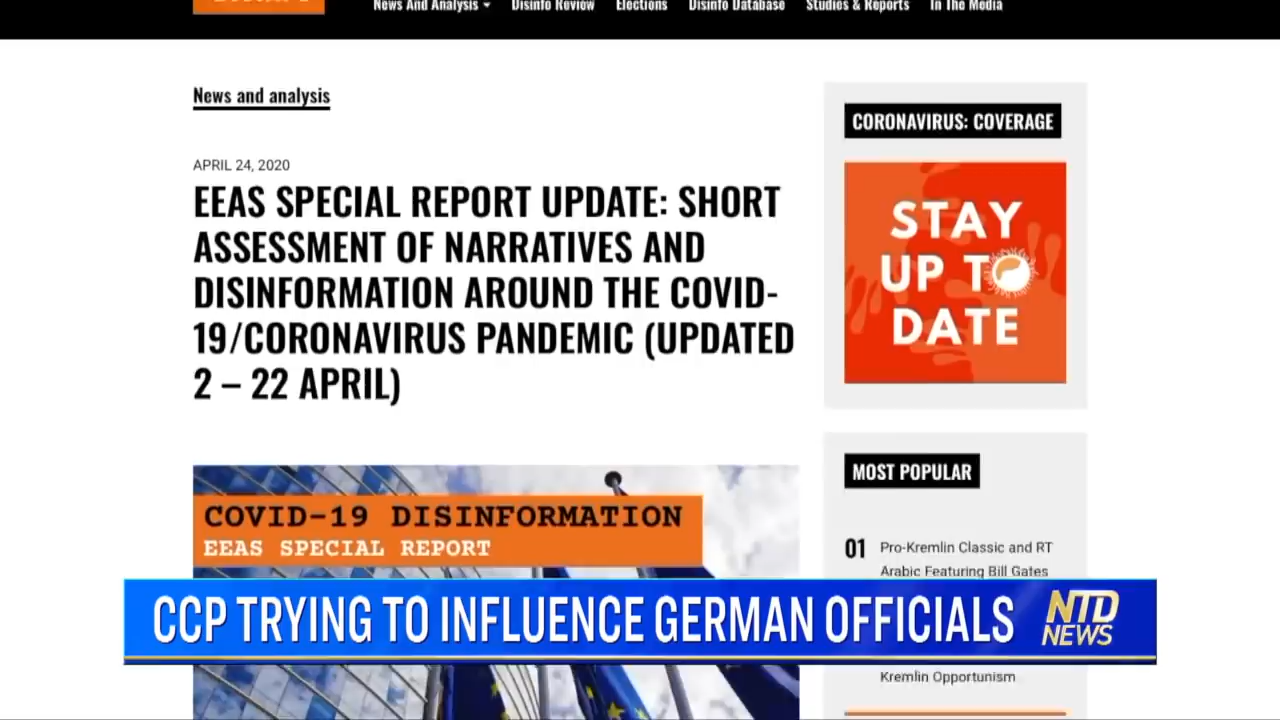 News And Analysis
Disinfo Review
Elections
Disinfo Database
Studies & Reports
In The Media
News and analysis
APRIL 24, 2020
EEAS SPECIAL REPORT UPDATE: SHORT
ASSESSMENT OF NARRATIVES AND
DISINFORMATION AROUND THE COVID-
19/CORONAVIRUS PANDEMIC (UPDATED
2 – 22 APRIL)
COVID-19 DISINFORMATION
EEAS SPECIAL REPORT
CORONAVIRUS: COVERAGE
STAY
UP TO
DATE
MOST POPULAR
01 Pro-Kremlin Classic and RT
Arabic Featuring Bill Gates
CCP TRYING TO INFLUENCE GERMAN OFFICIALS
NTD
NEWS
Kremlin Opportunism